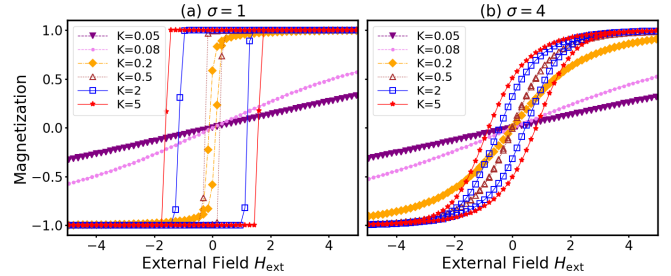 (a) σ = 1
(b) σ = 4
Magnetization
1.0
0.5
0.0
−0.5
−1.0
K=0.05
K=0.08
K=0.2
K=0.5
K=2
K=5
K=0.05
K=0.08
K=0.2
K=0.5
K=2
K=5
−4 −2 0 2 4
−4 −2 0 2 4
External Field H_ext
External Field H_ext